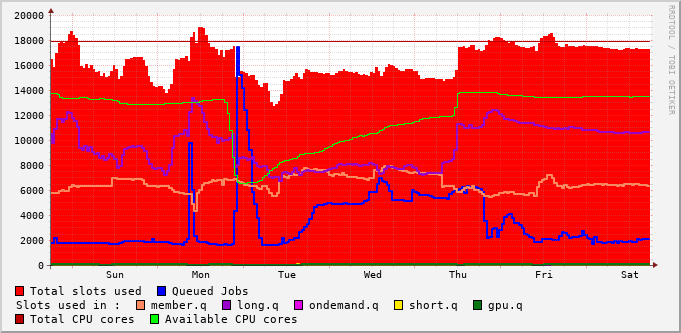 20000
18000
16000
14000
12000
10000
8000
6000
4000
2000
0
Sun Mon Tue Wed Thu Fri Sat
RRDTOOL / TOBI OETIKER
Total slots used Queued Jobs
Slots used in : member.q long.q ondemand.q short.q gpu.q
Total CPU cores Available CPU cores